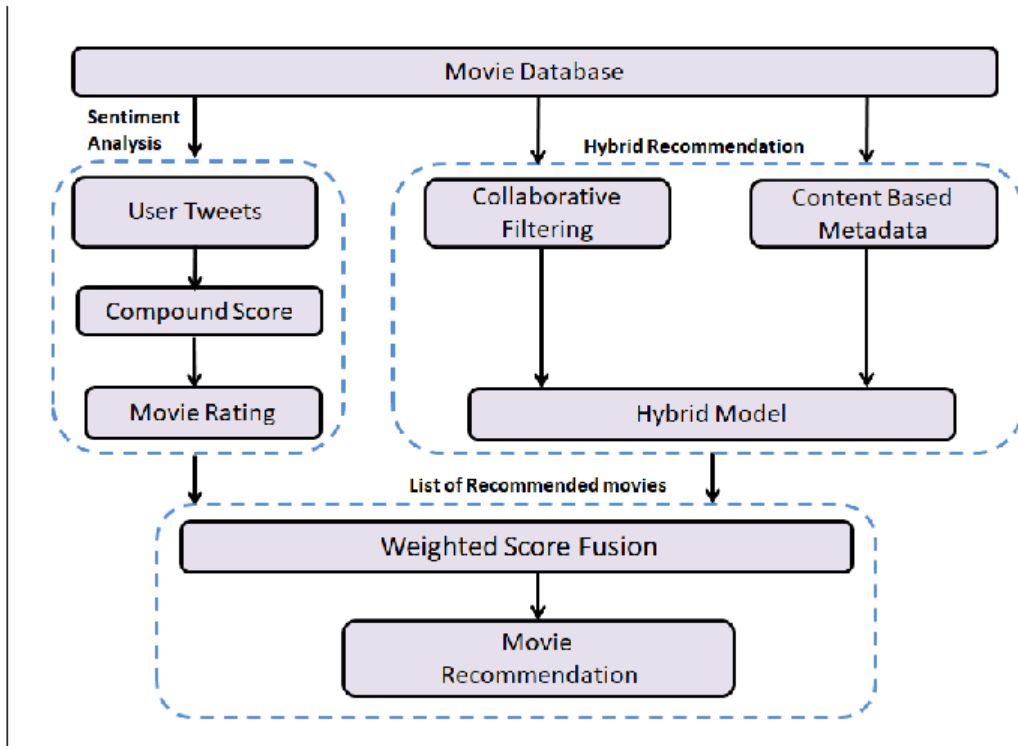 Movie Database
Sentiment
Analysis
Hybrid Recommendation
User Tweets
Collaborative
Filtering
Content Based
Metadata
Compound Score
Movie Rating
Hybrid Model
List of Recommended movies
Weighted Score Fusion
Movie
Recommendation